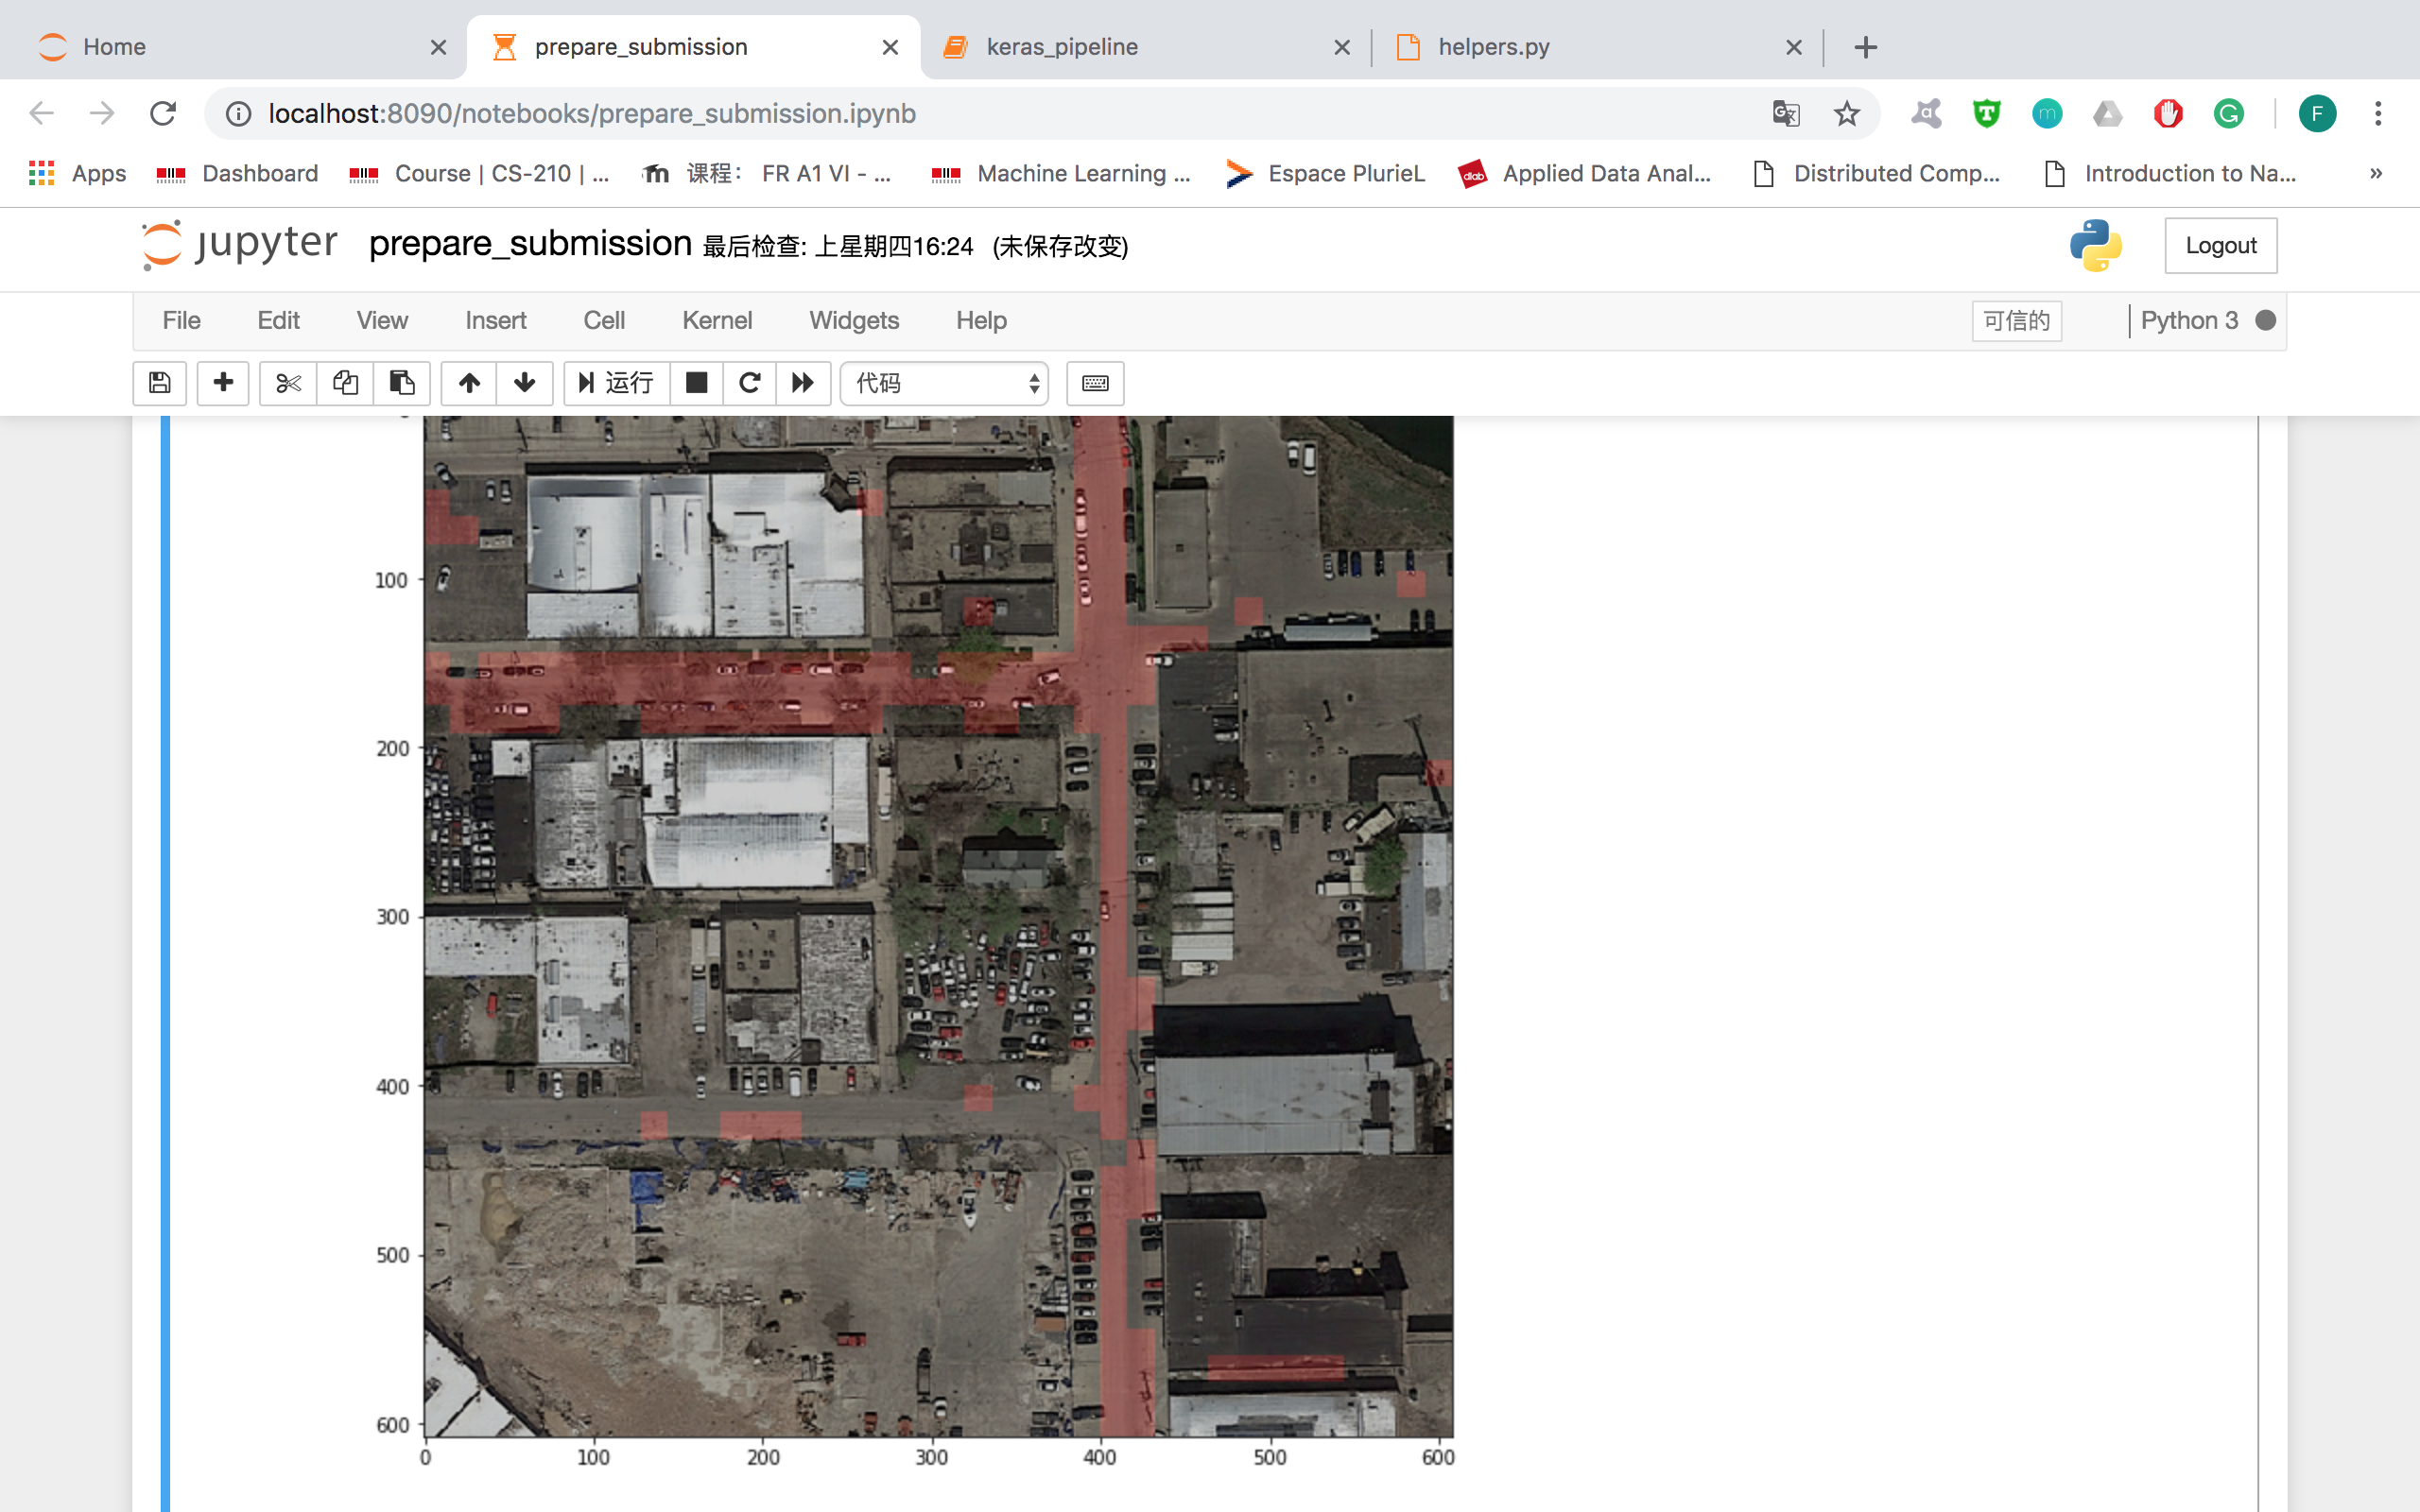 Home
prepare_submission
keras_pipeline
helpers.py
localhost:8090/notebooks/prepare_submission.ipynb
F
Apps
Dashboard
Course | CS-210 | ...
课程： FR A1 VI - ...
Machine Learning ...
Espace PlurieL
Applied Data Anal...
Distributed Comp...
Introduction to Na...
»
jupyter prepare_submission 最后检查: 上星期四16:24 (未保存改变)
Logout
File Edit View Insert Cell Kernel Widgets Help
可信的
Python 3
运行
代码
100
200
300
400
500
600
0 100 200 300 400 500 600